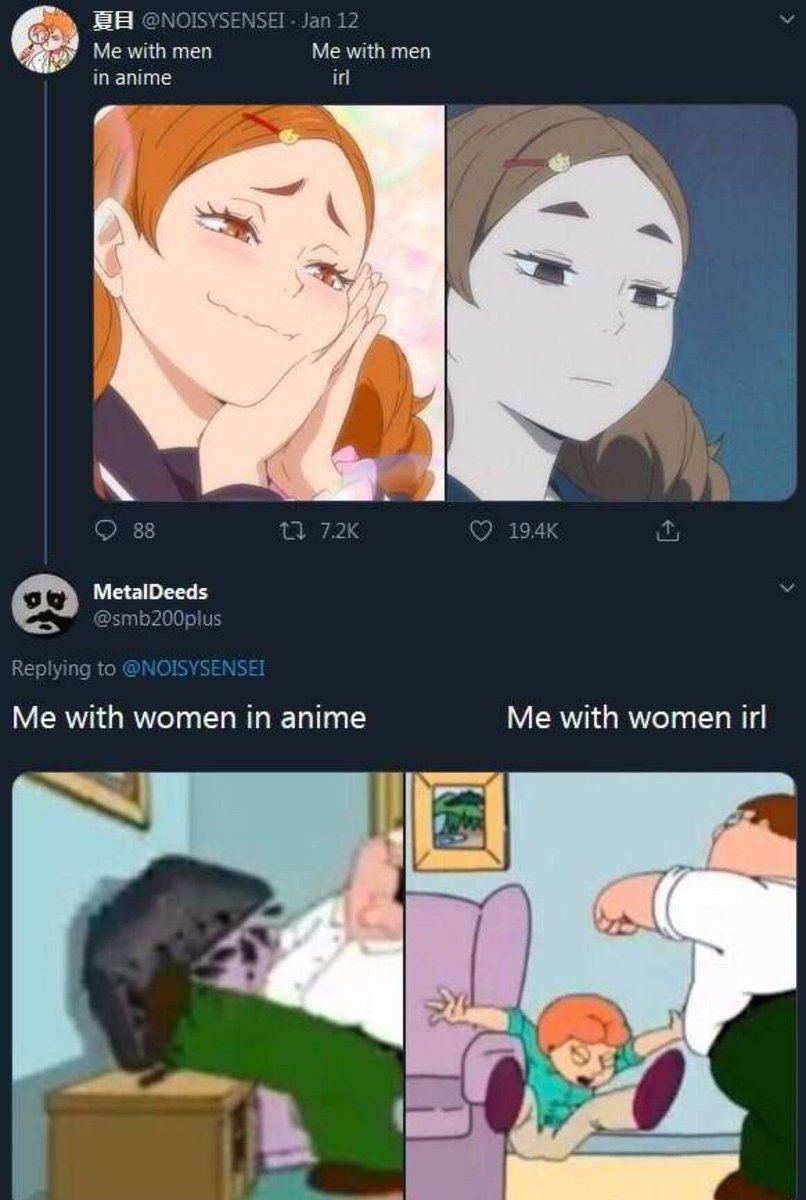 夏目 @NOISYSENSEI · Jan 12
Me with men Me with men
in anime irl
88 7.2K 19.4K
MetalDeeds
@smb200plus
Replying to @NOISYSENSEI
Me with women in anime Me with women irl